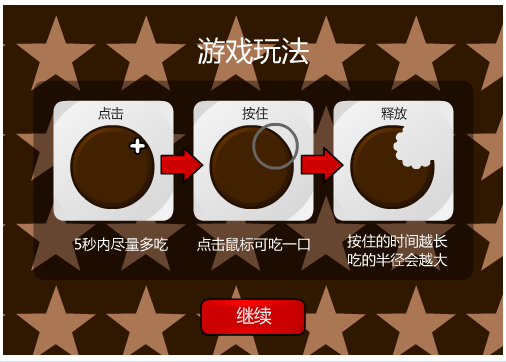 游戏玩法
点击
按住
释放
5秒内尽量多吃
点击鼠标可吃一口
按住的时间越长
吃的半径会越大
继续